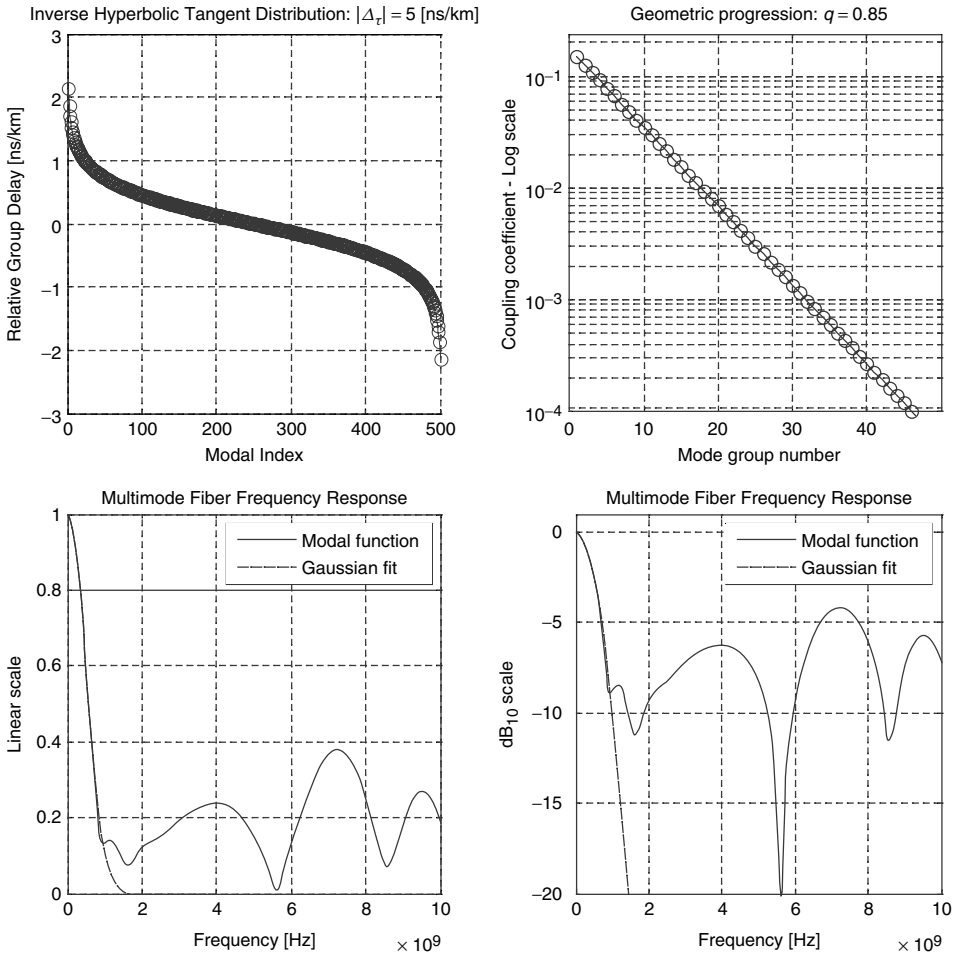 Inverse Hyperbolic Tangent Distribution: |Δτ| = 5 [ns/km]
3
2
1
0
−1
−2
−3
Relative Group Delay [ns/km]
0 100 200 300 400 500
Modal Index
Geometric progression: q = 0.85
10−1
10−2
10−3
10−4
Coupling coefficient - Log scale
0 10 20 30 40
Mode group number
Multimode Fiber Frequency Response
1
0.8
0.6
0.4
0.2
0
Linear scale
Modal function
Gaussian fit
0 2 4 6 8 10
Frequency [Hz]
× 109
Multimode Fiber Frequency Response
0
−5
−10
−15
−20
dB10 scale
Modal function
Gaussian fit
0 2 4 6 8 10
Frequency [Hz]
× 109